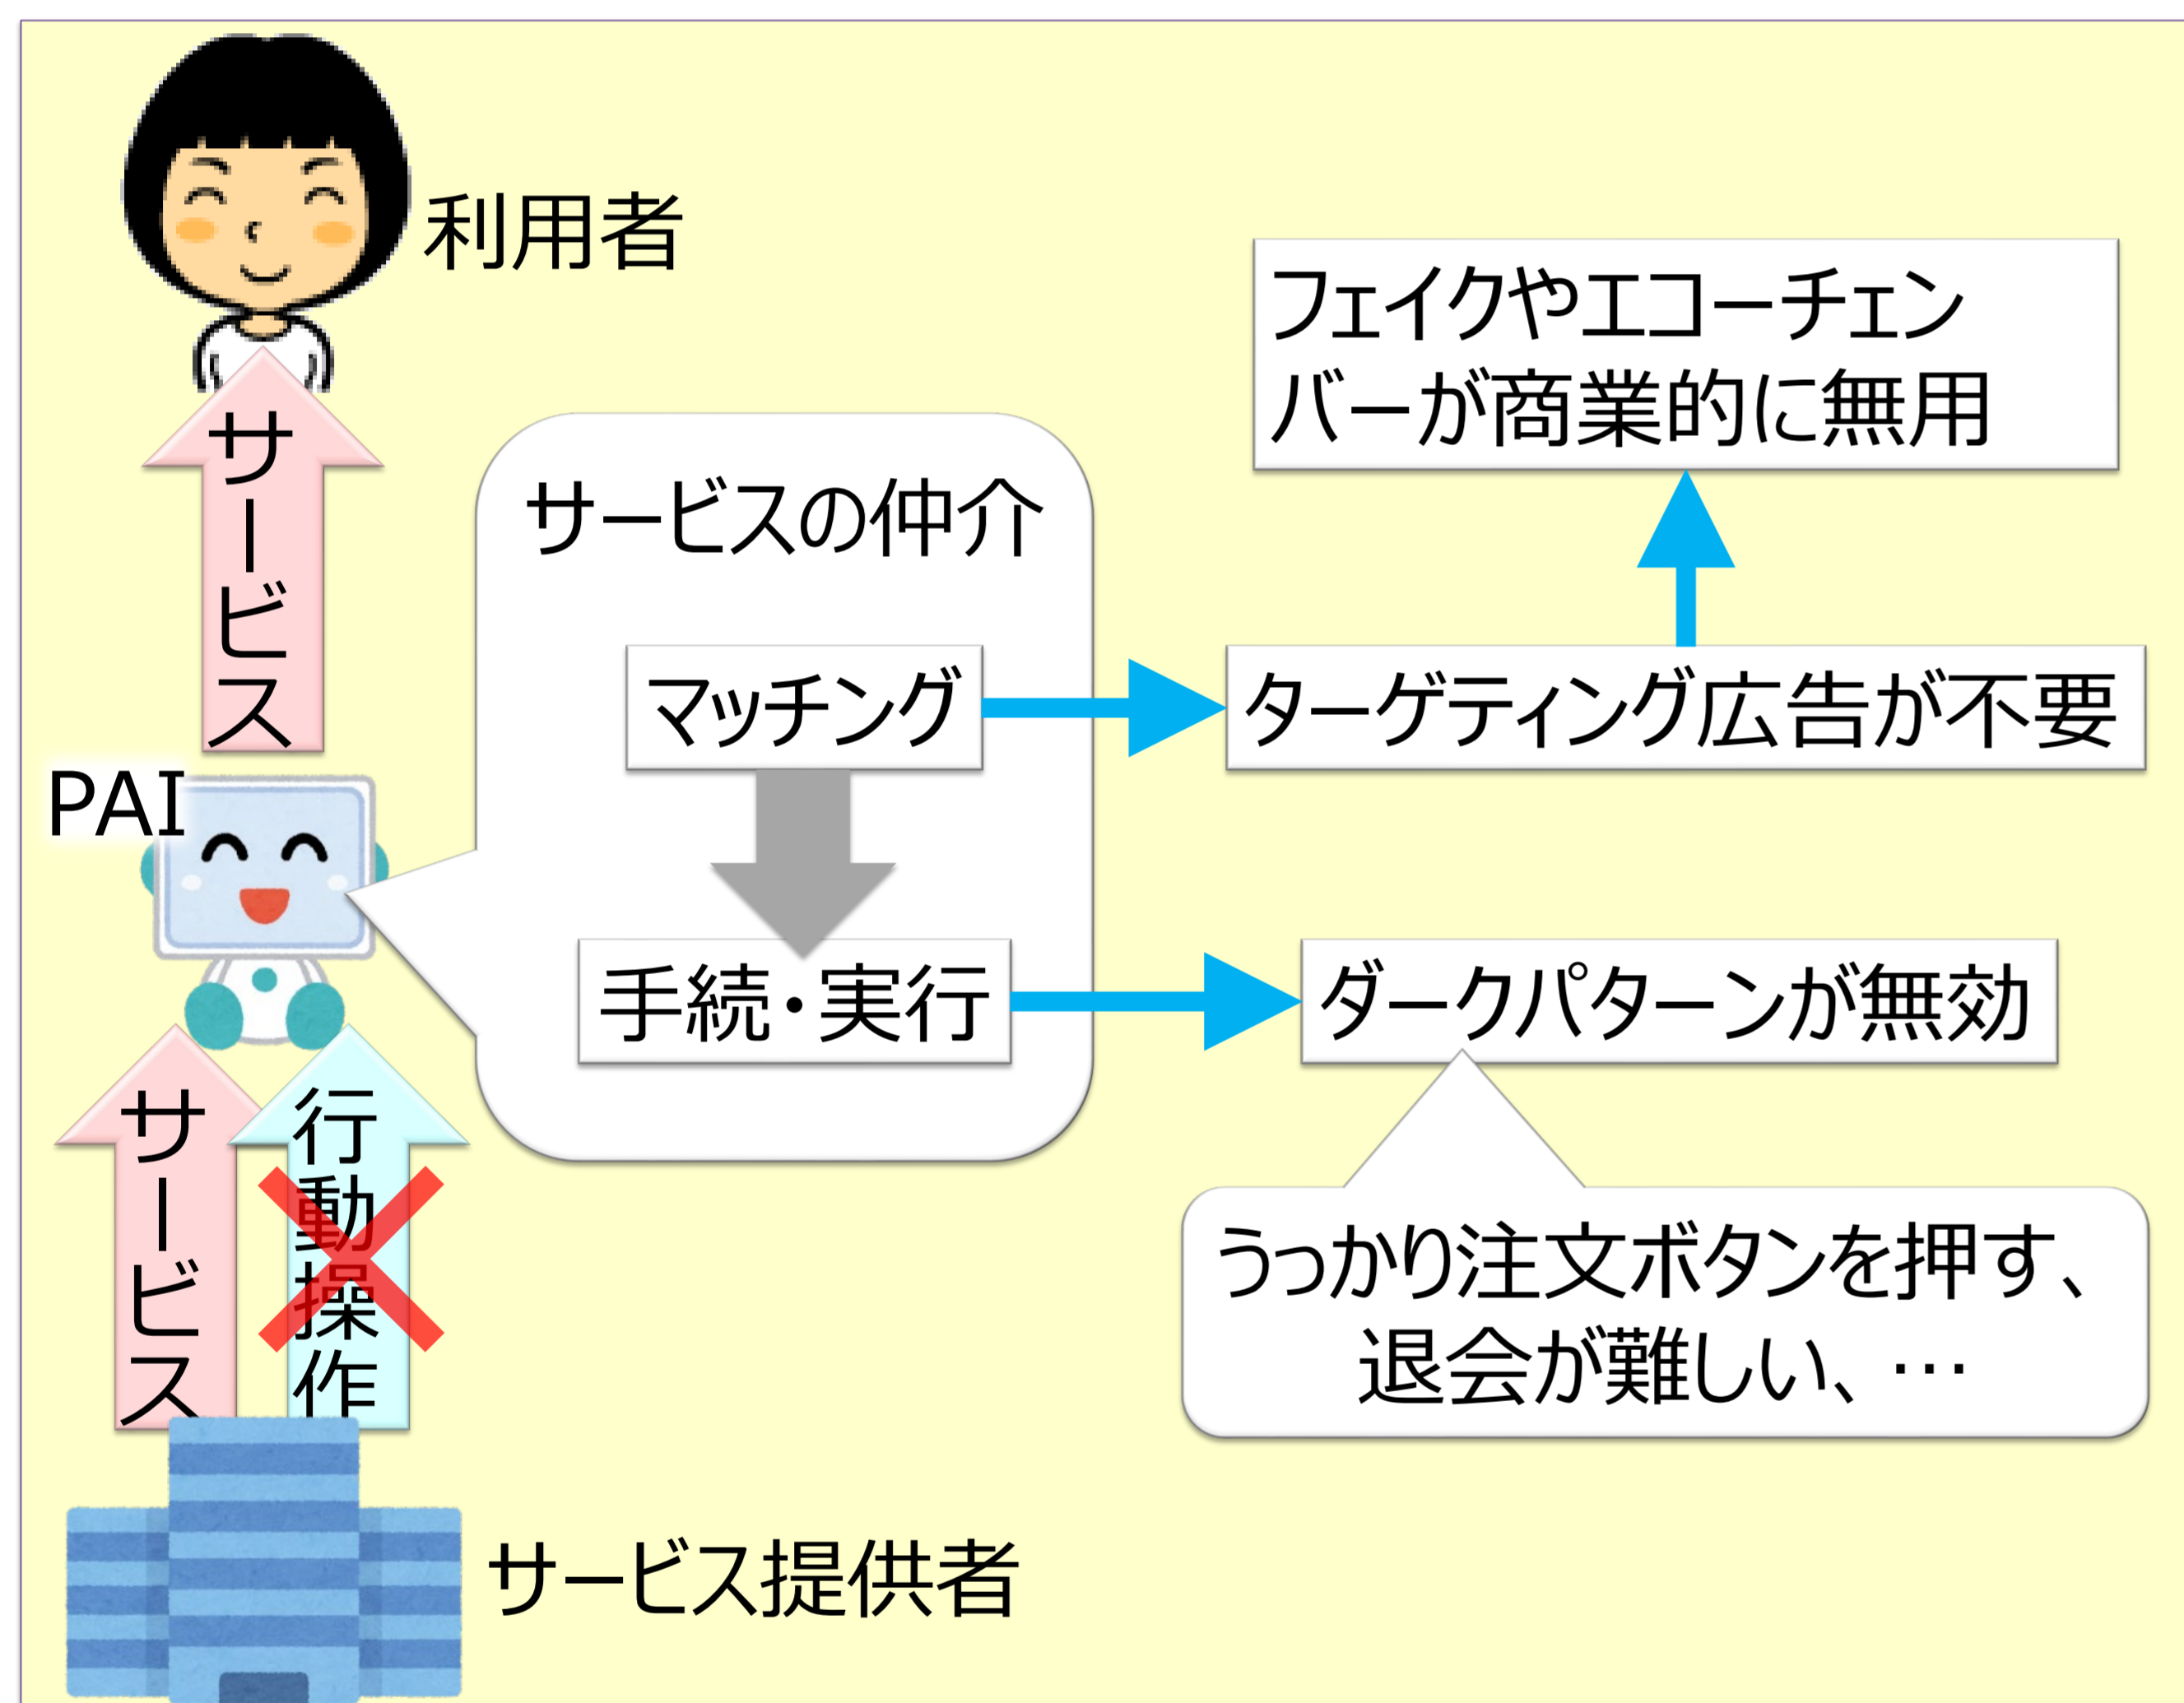 利用者
フェイクやエコーチェン
バーが商業的に無用
サービス
サービスの仲介
マッチング
ターゲティング広告が不要
PAI
手続・実行
ダークパターンが無効
サービス
行動操作
うっかり注文ボタンを押す、
退会が難しい、…
サービス提供者